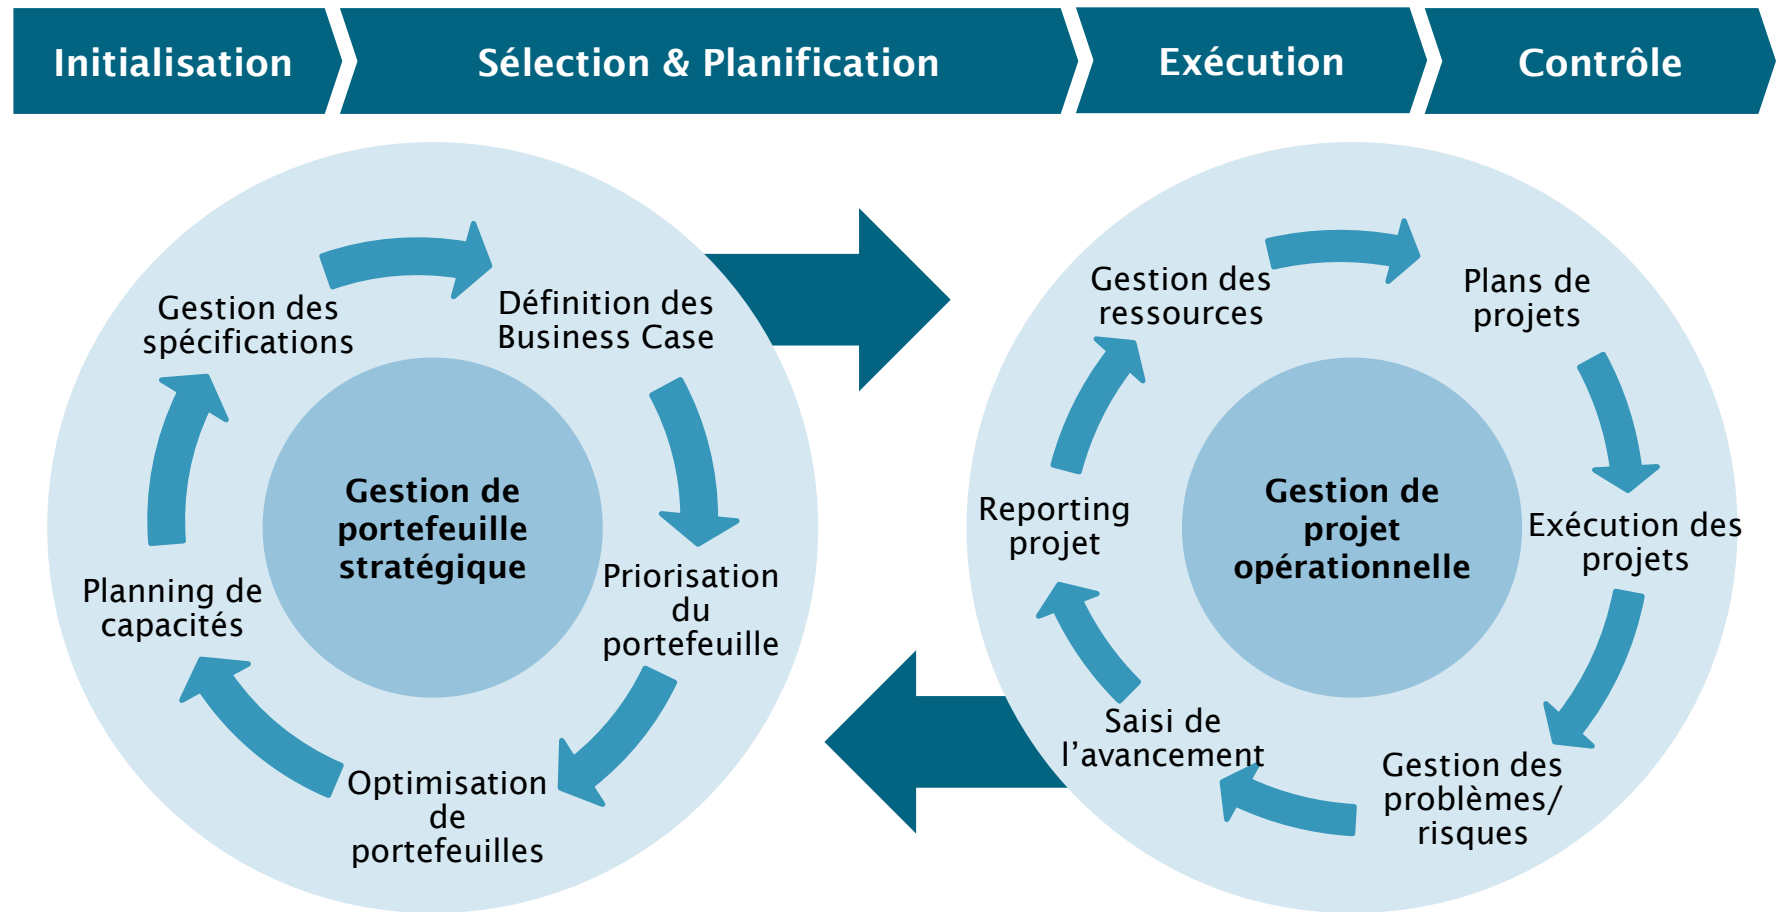 Initialisation
Sélection & Planification
Exécution
Contrôle
Gestion des
spécifications
Définition des
Business Case
Priorisation
du
portefeuille
Optimisation
de
portefeuilles
Planning de
capacités
Gestion de
portefeuille
stratégique
Gestion des
ressources
Plans de
projets
Exécution des
projets
Gestion des
problèmes/
risques
Saisi de
l’avancement
Reporting
projet
Gestion de
projet
opérationnelle